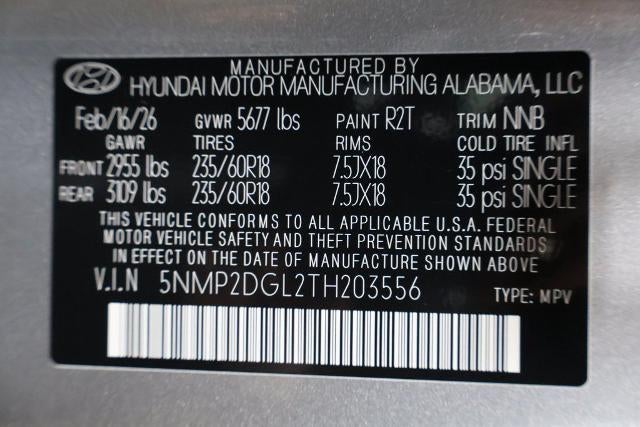 MANUFACTURED BY
HYUNDAI MOTOR MANUFACTURING ALABAMA, LLC
Feb/16/26 GVWR 5677 lbs PAINT R2T TRIM NNB
GAWR TIRES RIMS COLD TIRE INFL
FRONT 2955 lbs 235/60R18 7.5JX18 35 psi SINGLE
REAR 3109 lbs 235/60R18 7.5JX18 35 psi SINGLE
THIS VEHICLE CONFORMS TO ALL APPLICABLE U.S.A. FEDERAL
MOTOR VEHICLE SAFETY AND THEFT PREVENTION STANDARDS
IN EFFECT ON THE DATE OF MANUFACTURE SHOWN ABOVE
V.I.N 5NMP2DGL2TH203556 TYPE: MPV